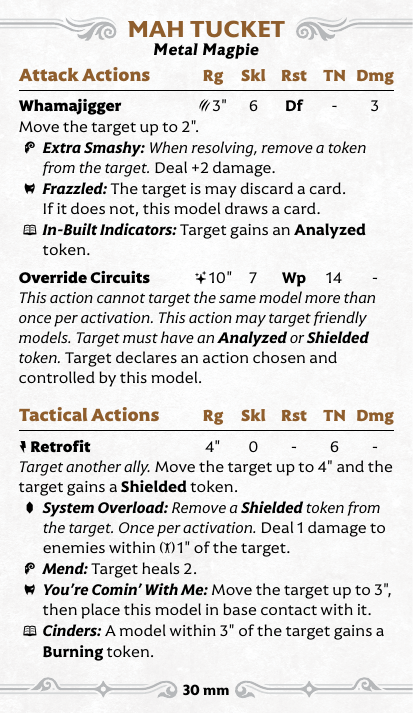 MAH TUCKET
Metal Magpie
Attack Actions Rg Skl Rst TN Dmg
Whamajigger 3" 6 Df - 3
Move the target up to 2".
Extra Smashy: When resolving, remove a token
from the target. Deal +2 damage.
Frazzled: The target is may discard a card.
If it does not, this model draws a card.
In-Built Indicators: Target gains an Analyzed
token.
Override Circuits 10" 7 Wp 14 -
This action cannot target the same model more than
once per activation. This action may target friendly
models. Target must have an Analyzed or Shielded
token. Target declares an action chosen and
controlled by this model.
Tactical Actions Rg Skl Rst TN Dmg
Retrofit 4" 0 - 6 -
Target another ally. Move the target up to 4" and the
target gains a Shielded token.
System Overload: Remove a Shielded token from
the target. Once per activation. Deal 1 damage to
enemies within 1" of the target.
Mend: Target heals 2.
You're Comin' With Me: Move the target up to 3",
then place this model in base contact with it.
Cinders: A model within 3" of the target gains a
Burning token.
30 mm